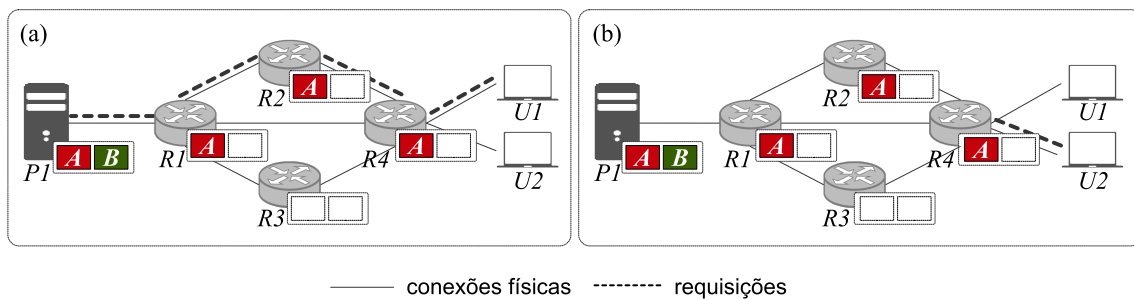 (a)
R2
A
U1
A
B
P1
R1
A
R4
A
U2
R3
(b)
R2
A
U1
A
B
P1
R1
A
R4
A
U2
R3
conexões físicas
requisições